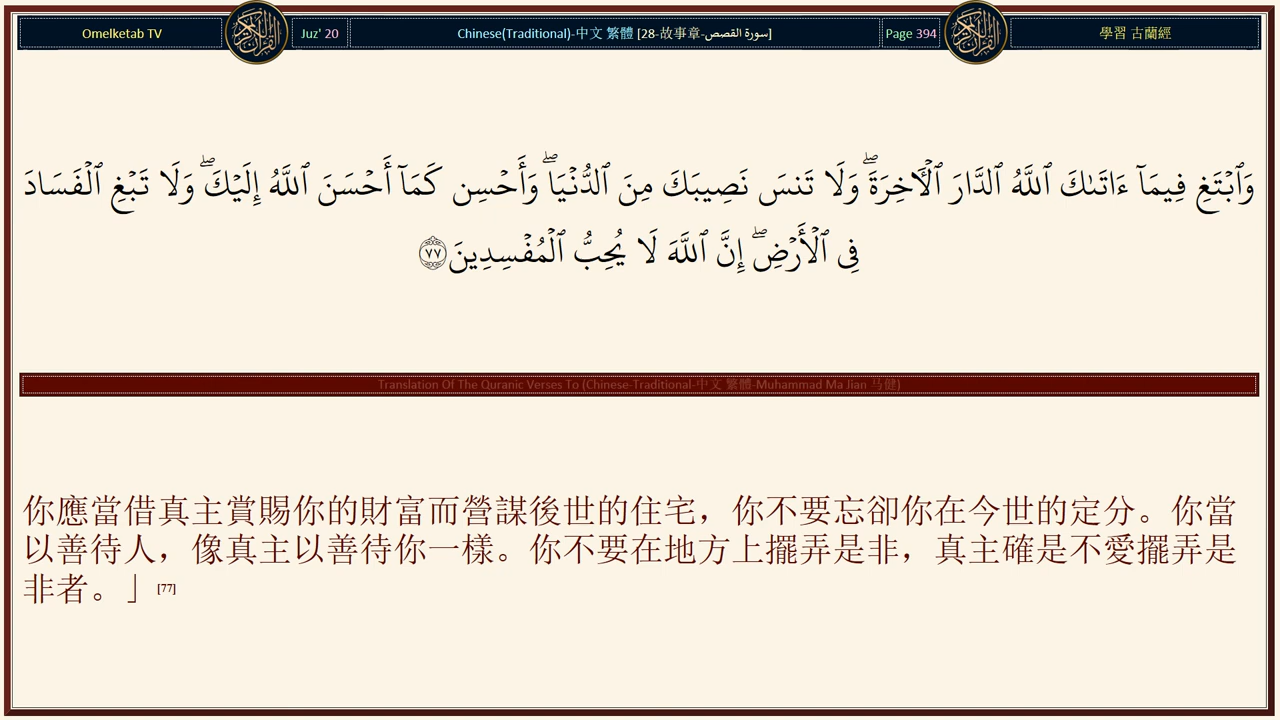 Omelketab TV
Juz' 20
Chinese(Traditional)-中文 繁體 [28-故事章-سورة القصص]
Page 394
學習 古蘭經
وَٱبۡتَغِ فِيمَآ ءَاتَىٰكَ ٱللَّهُ ٱلدَّارَ ٱلۡأٓخِرَةَۖ وَلَا تَنسَ نَصِيبَكَ مِنَ ٱلدُّنۡيَاۖ وَأَحۡسِن كَمَآ أَحۡسَنَ ٱللَّهُ إِلَيۡكَۖ وَلَا تَبۡغِ ٱلۡفَسَادَ
فِي ٱلۡأَرۡضِۖ إِنَّ ٱللَّهَ لَا يُحِبُّ ٱلۡمُفۡسِدِينَ ٧٧
Translation Of The Quranic Verses To (Chinese-Traditional-中文 繁體-Muhammad Ma Jian 马健)
你應當借真主賞賜你的財富而營謀後世的住宅，你不要忘卻你在今世的定分。你當
以善待人，像真主以善待你一樣。你不要在地方上擺弄是非，真主確是不愛擺弄是
非者。」[77]